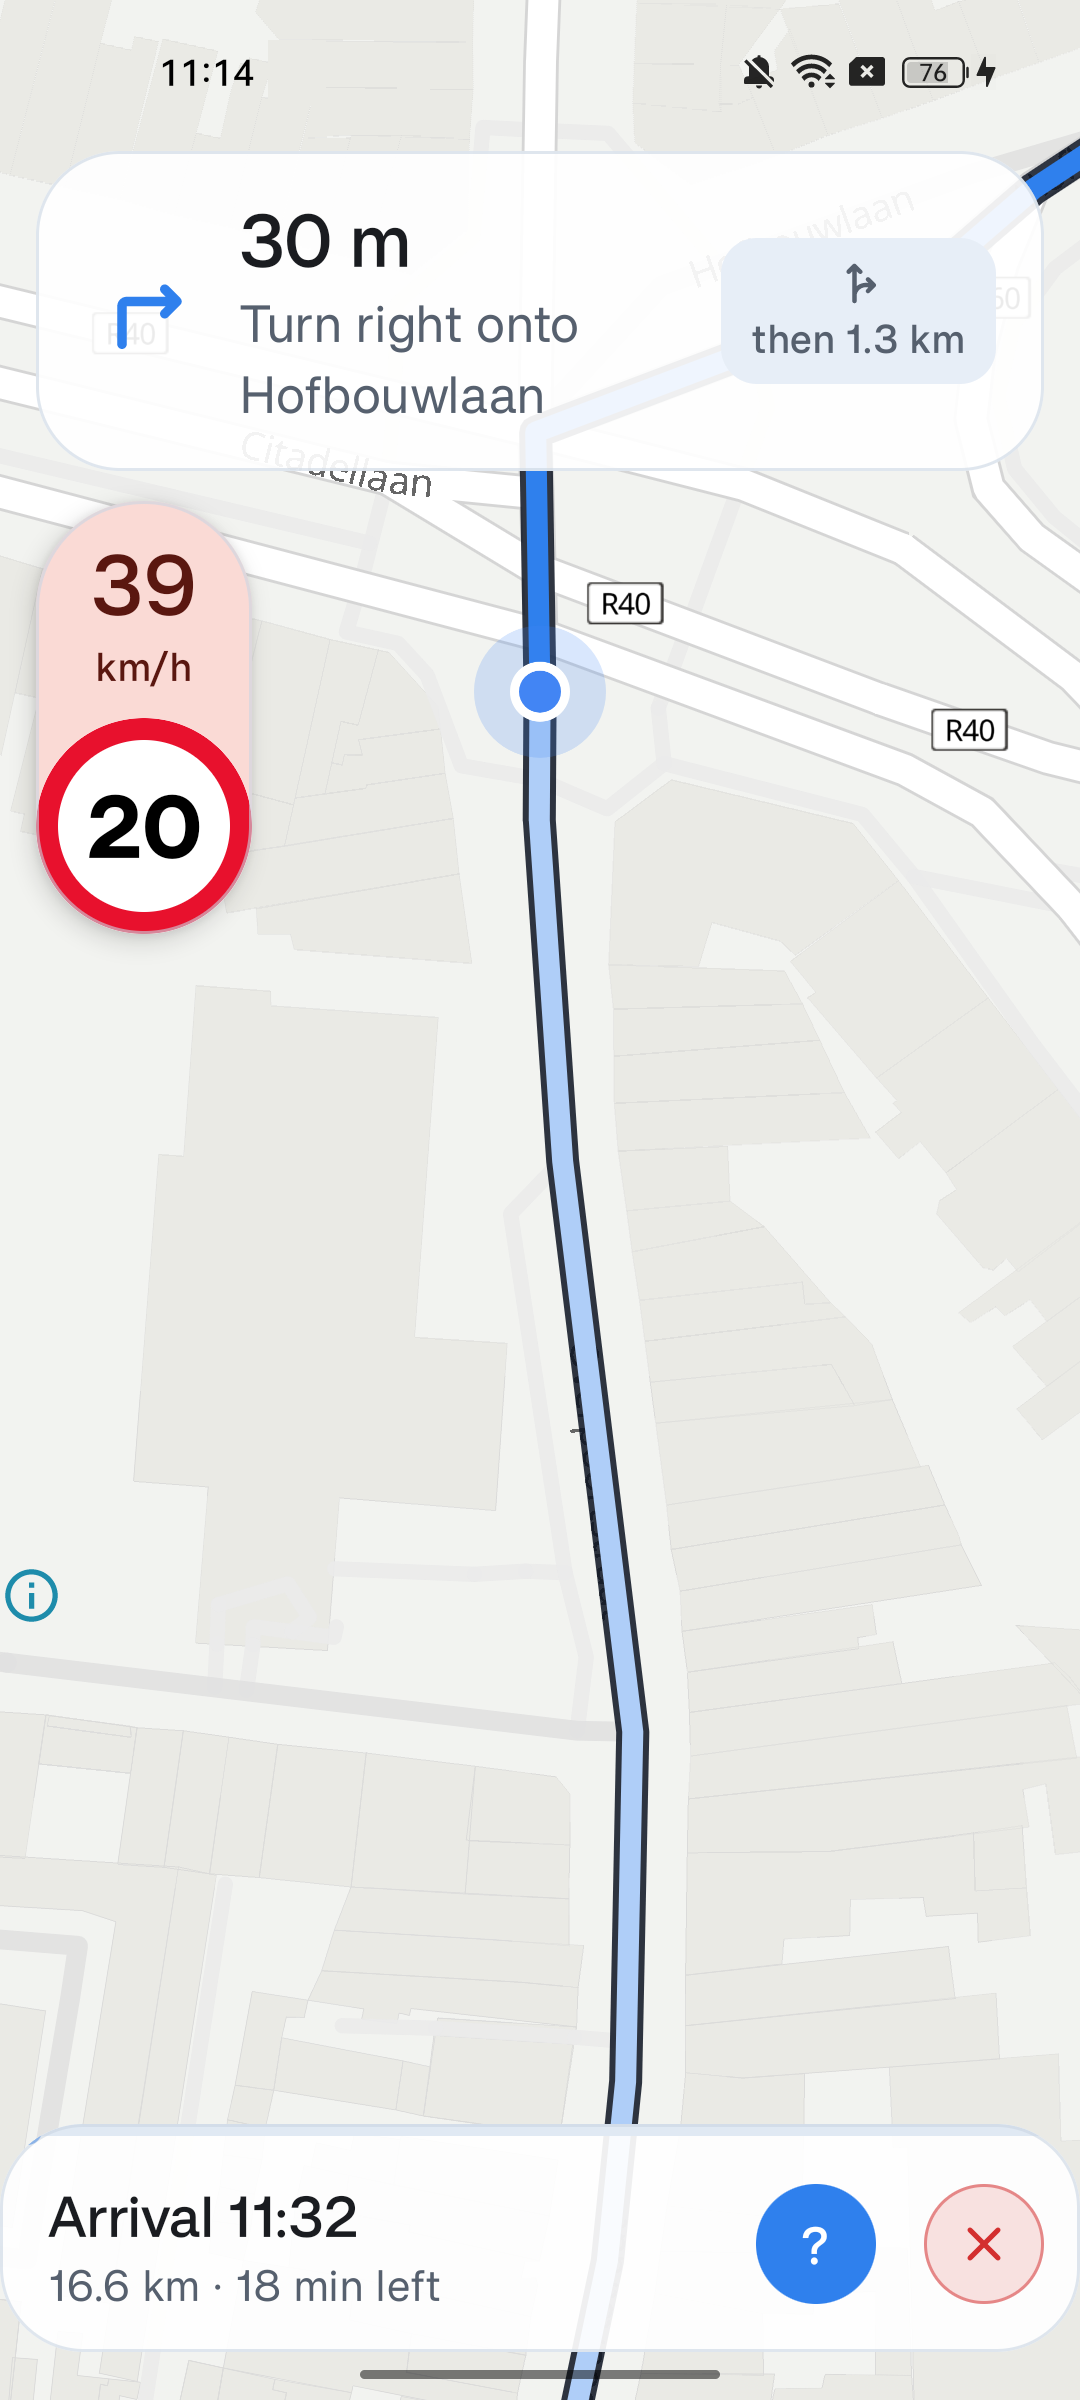 11:14
76
30 m
Turn right onto
Hofbouwlaan
then 1.3 km
R40
Citadellaan
39
km/h
20
R40
R40
Arrival 11:32
16.6 km · 18 min left
?